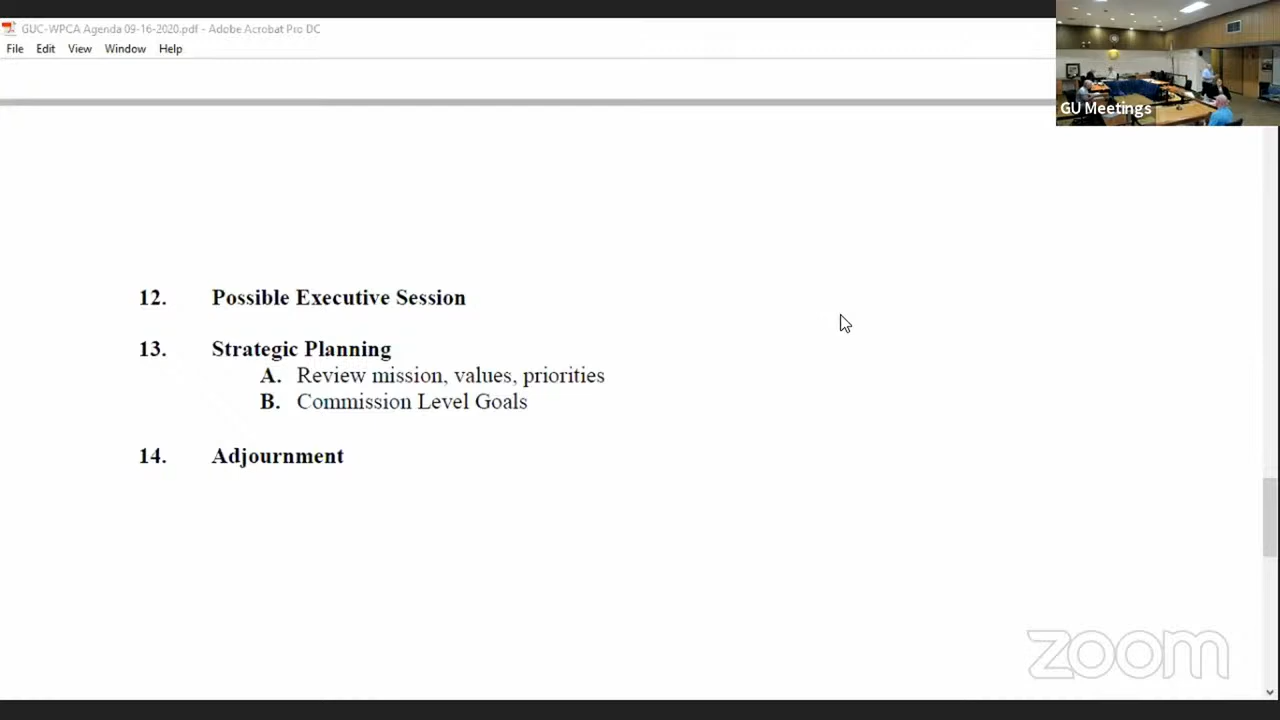 GUC-WPCA Agenda 09-16-2020.pdf - Adobe Acrobat Pro DC
File Edit View Window Help
GU Meetings
12. Possible Executive Session
13. Strategic Planning
A. Review mission, values, priorities
B. Commission Level Goals
14. Adjournment
zoom